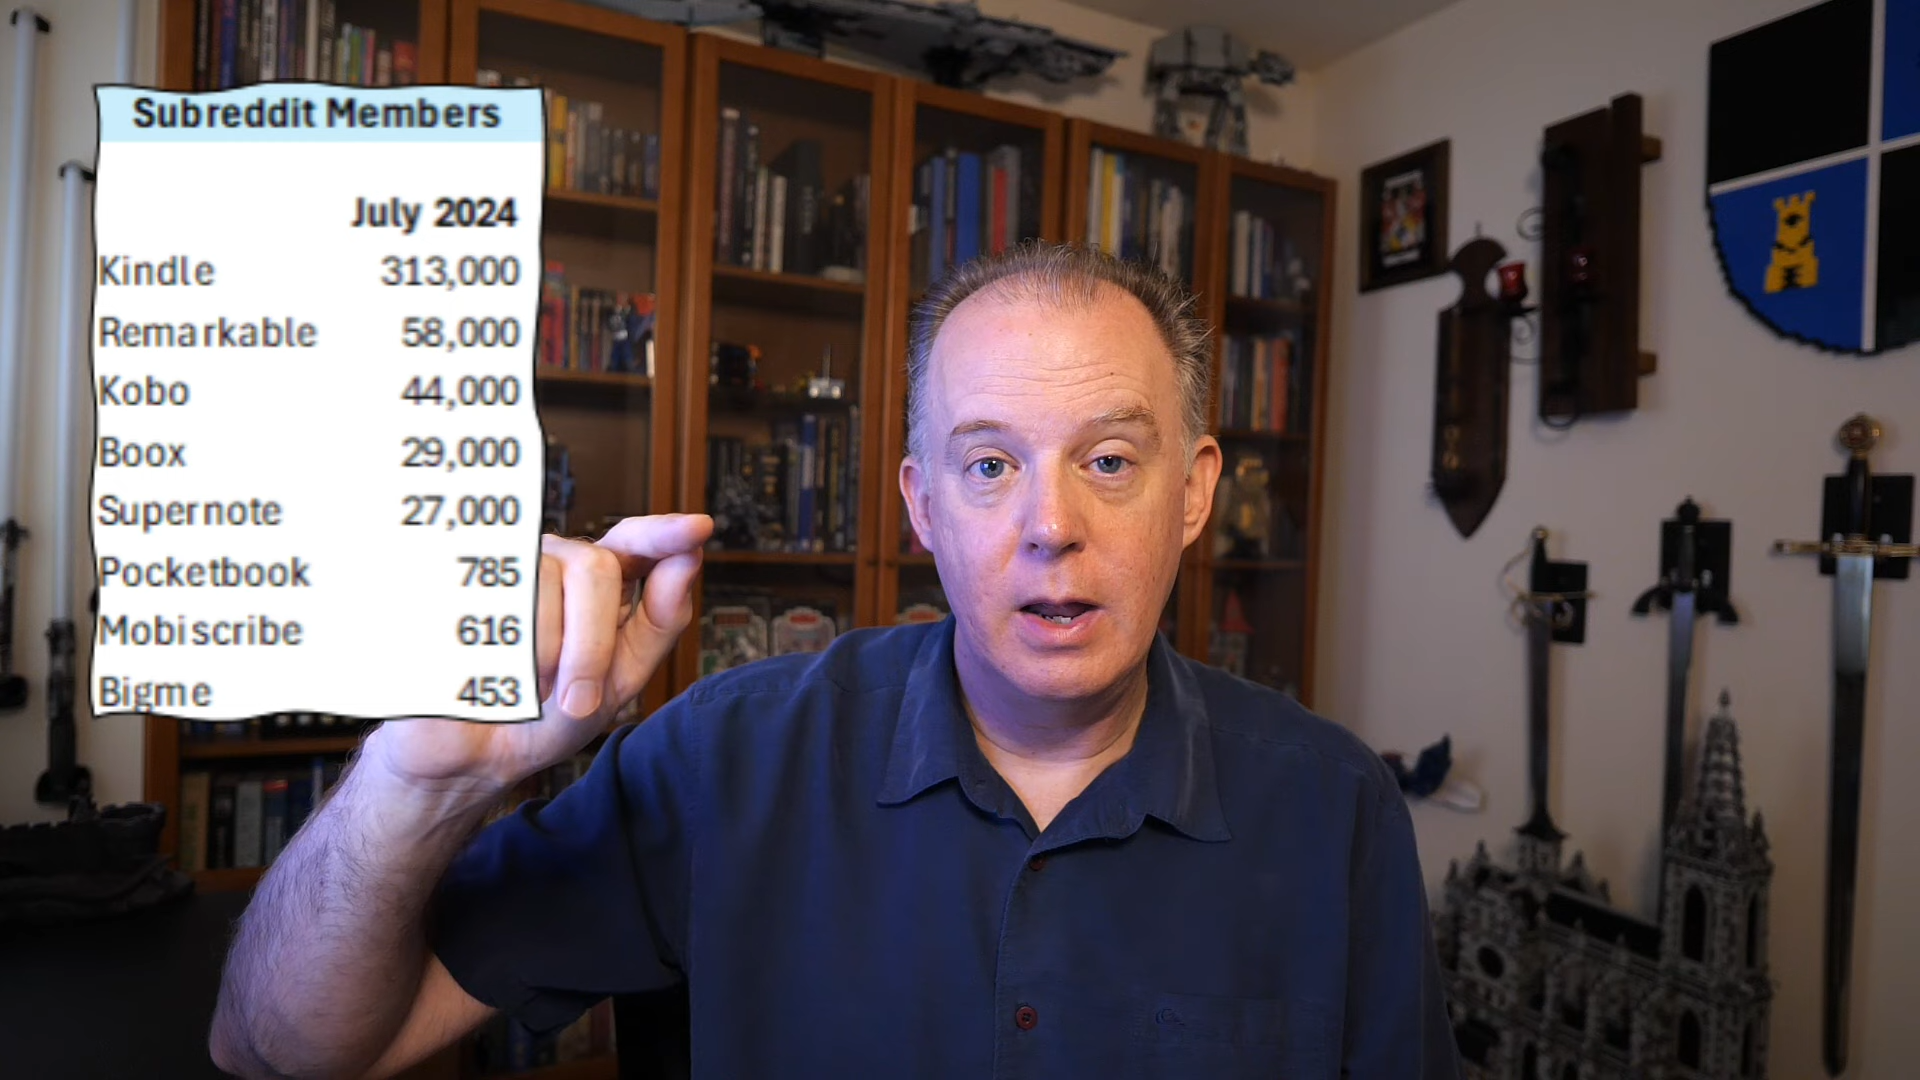 Subreddit Members
July 2024
Kindle 313,000
Remarkable 58,000
Kobo 44,000
Boox 29,000
Supernote 27,000
Pocketbook 785
Mobiscribe 616
Bigme 453